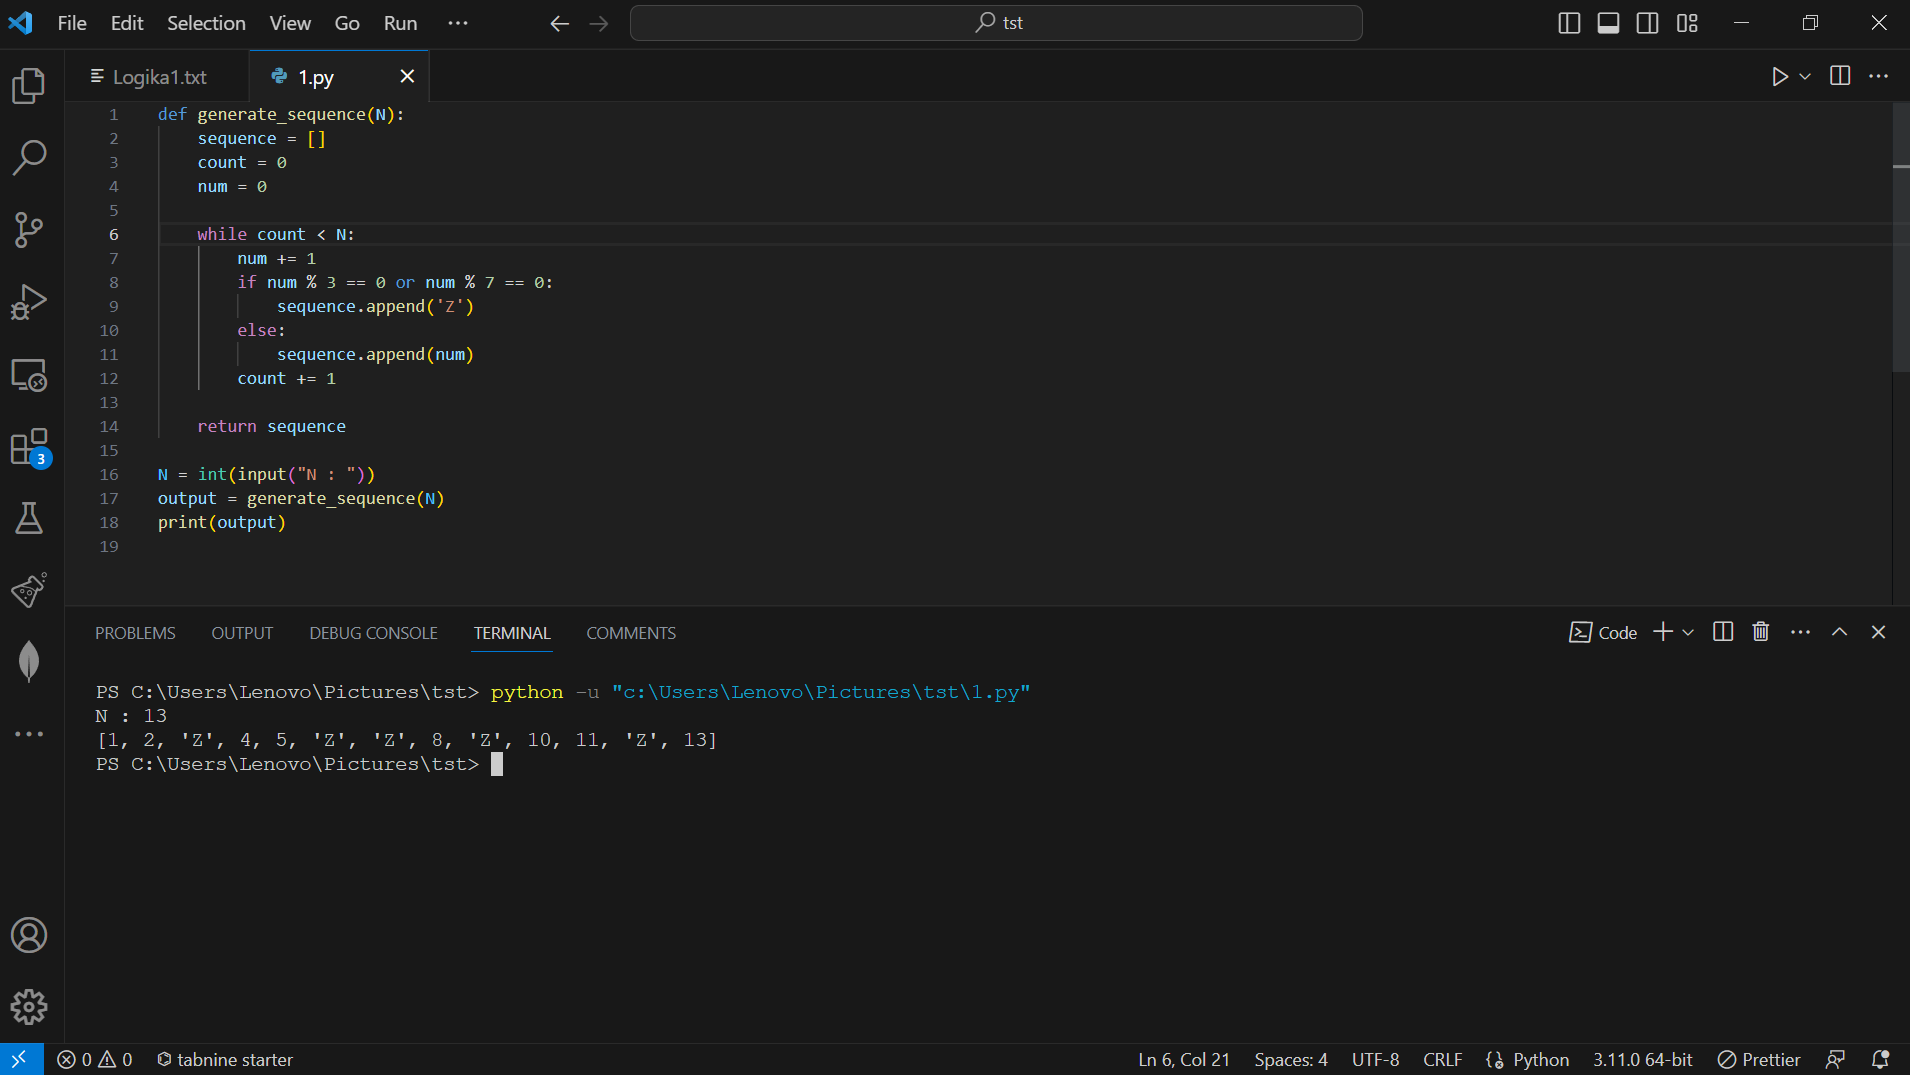 File Edit Selection View Go Run ··· tst
Logika1.txt 1.py
1 def generate_sequence(N):
2     sequence = []
3     count = 0
4     num = 0
5
6     while count < N:
7         num += 1
8         if num % 3 == 0 or num % 7 == 0:
9             sequence.append('Z')
10         else:
11             sequence.append(num)
12         count += 1
13
14     return sequence
15
16 N = int(input("N : "))
17 output = generate_sequence(N)
18 print(output)
19
3
PROBLEMS OUTPUT DEBUG CONSOLE TERMINAL COMMENTS Code
PS C:\Users\Lenovo\Pictures\tst> python -u "c:\Users\Lenovo\Pictures\tst\1.py"
N : 13
[1, 2, 'Z', 4, 5, 'Z', 'Z', 8, 'Z', 10, 11, 'Z', 13]
PS C:\Users\Lenovo\Pictures\tst>
0 0 tabnine starter Ln 6, Col 21 Spaces: 4 UTF-8 CRLF Python 3.11.0 64-bit Prettier